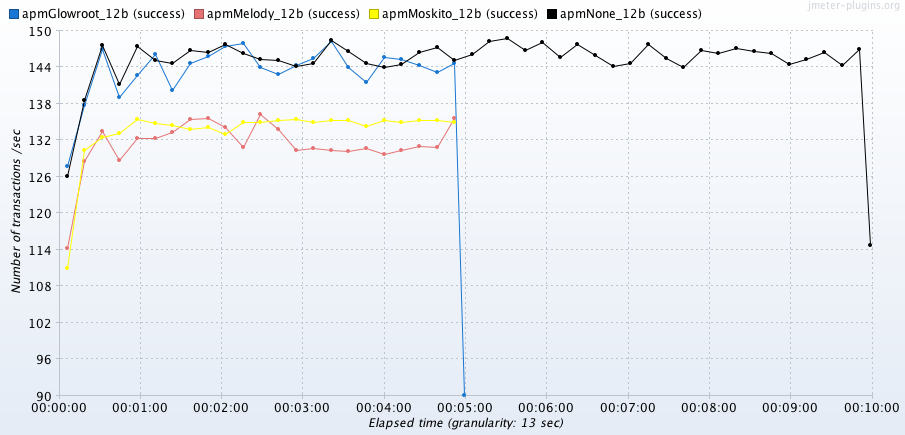 apmGlowroot_12b (success) apmMelody_12b (success) apmMoskito_12b (success) apmNone_12b (success)
jmeter-plugins.org
Number of transactions /sec
150
144
138
132
126
120
114
108
102
96
90
00:00:00 00:01:00 00:02:00 00:03:00 00:04:00 00:05:00 00:06:00 00:07:00 00:08:00 00:09:00 00:10:00
Elapsed time (granularity: 13 sec)